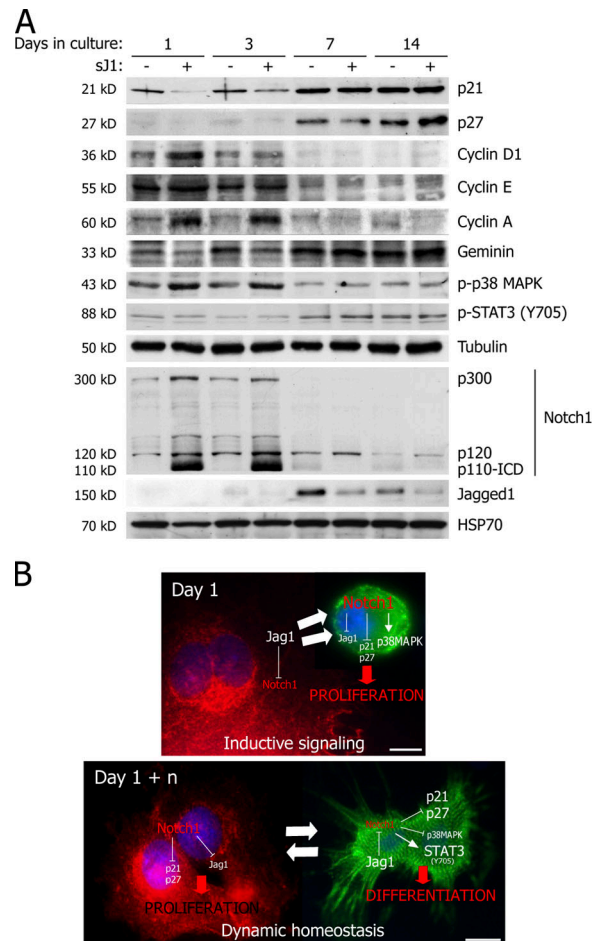 A
Days in culture: 1 3 7 14
sJ1: - + - + - + - +
21 kD p21
27 kD p27
36 kD Cyclin D1
55 kD Cyclin E
60 kD Cyclin A
33 kD Geminin
43 kD p-p38 MAPK
88 kD p-STAT3 (Y705)
50 kD Tubulin
300 kD p300
Notch1
120 kD p120
110 kD p110-ICD
150 kD Jagged1
70 kD HSP70
B
Day 1
Notch1
Jag1
Jag1 p21 p38MAPK
p27
Notch1
PROLIFERATION
Inductive signaling
Day 1 + n
p21
p27
Notch1 Notch1
p38MAPK
p21 Jag1
p27
Jag1 STAT3
(Y705)
PROLIFERATION DIFFERENTIATION
Dynamic homeostasis